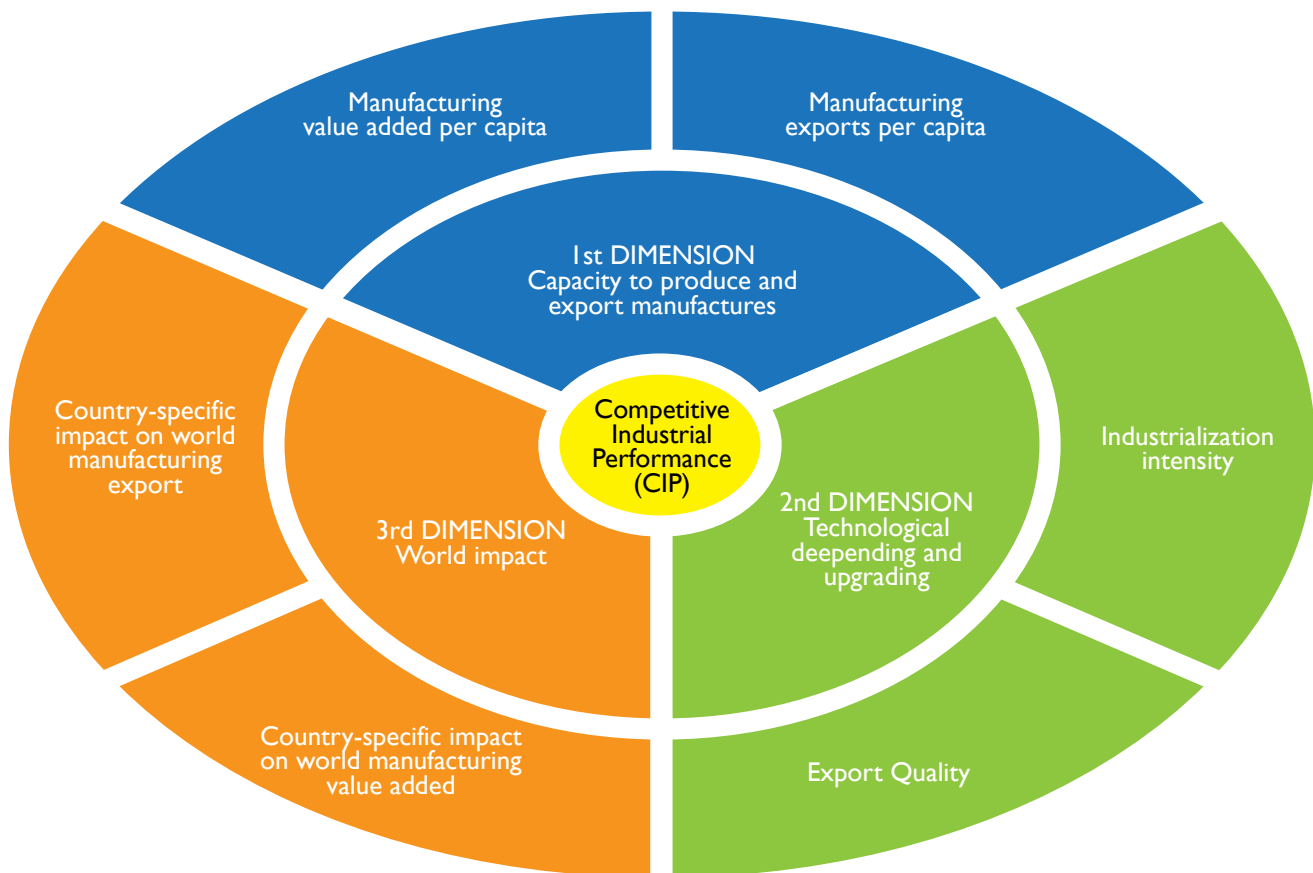 Manufacturing
value added per capita
Manufacturing
exports per capita
1st DIMENSION
Capacity to produce and
export manufactures
Country-specific
impact on world
manufacturing
export
Competitive
Industrial
Performance
(CIP)
Industrialization
intensity
3rd DIMENSION
World impact
2nd DIMENSION
Technological
deepending and
upgrading
Country-specific impact
on world manufacturing
value added
Export Quality